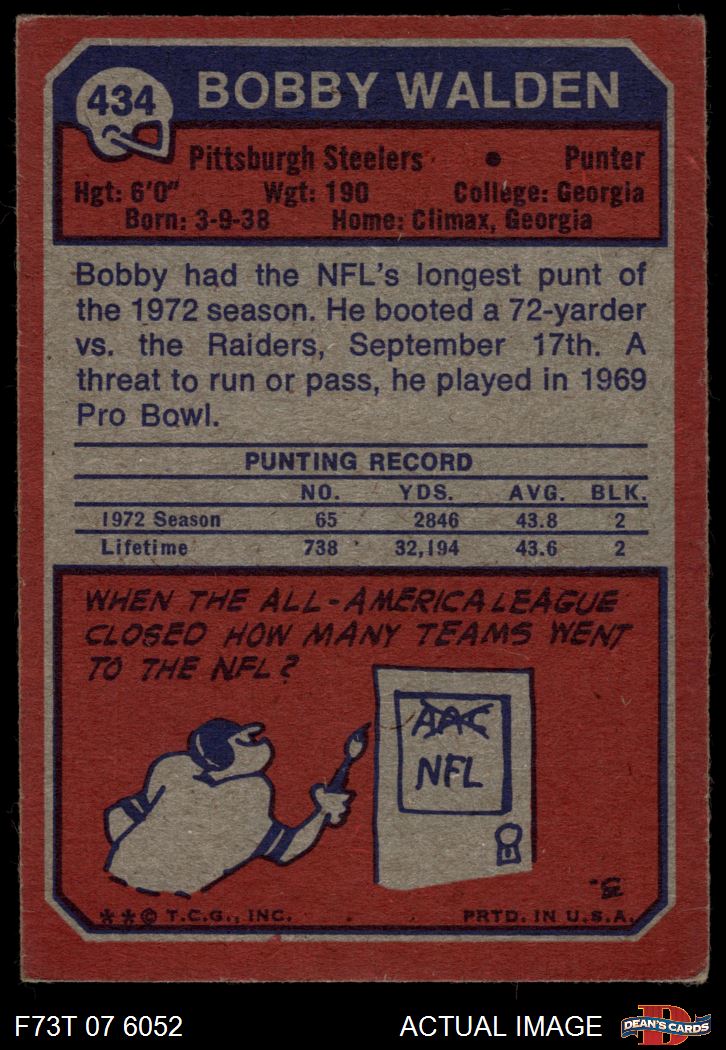 434
BOBBY WALDEN
Pittsburgh Steelers • Punter
Hgt: 6'0" Wgt: 190 College: Georgia
Born: 3-9-38 Home: Climax, Georgia
Bobby had the NFL's longest punt of
the 1972 season. He booted a 72-yarder
vs. the Raiders, September 17th. A
threat to run or pass, he played in 1969
Pro Bowl.
PUNTING RECORD
NO. YDS. AVG. BLK.
1972 Season 65 2846 43.8 2
Lifetime 738 32,194 43.6 2
WHEN THE ALL-AMERICA LEAGUE
CLOSED HOW MANY TEAMS WENT
TO THE NFL?
AAC
NFL
**© T.C.G., INC. PRTD. IN U.S.A.
F73T 07 6052 ACTUAL IMAGE
D
DEAN'S CARDS